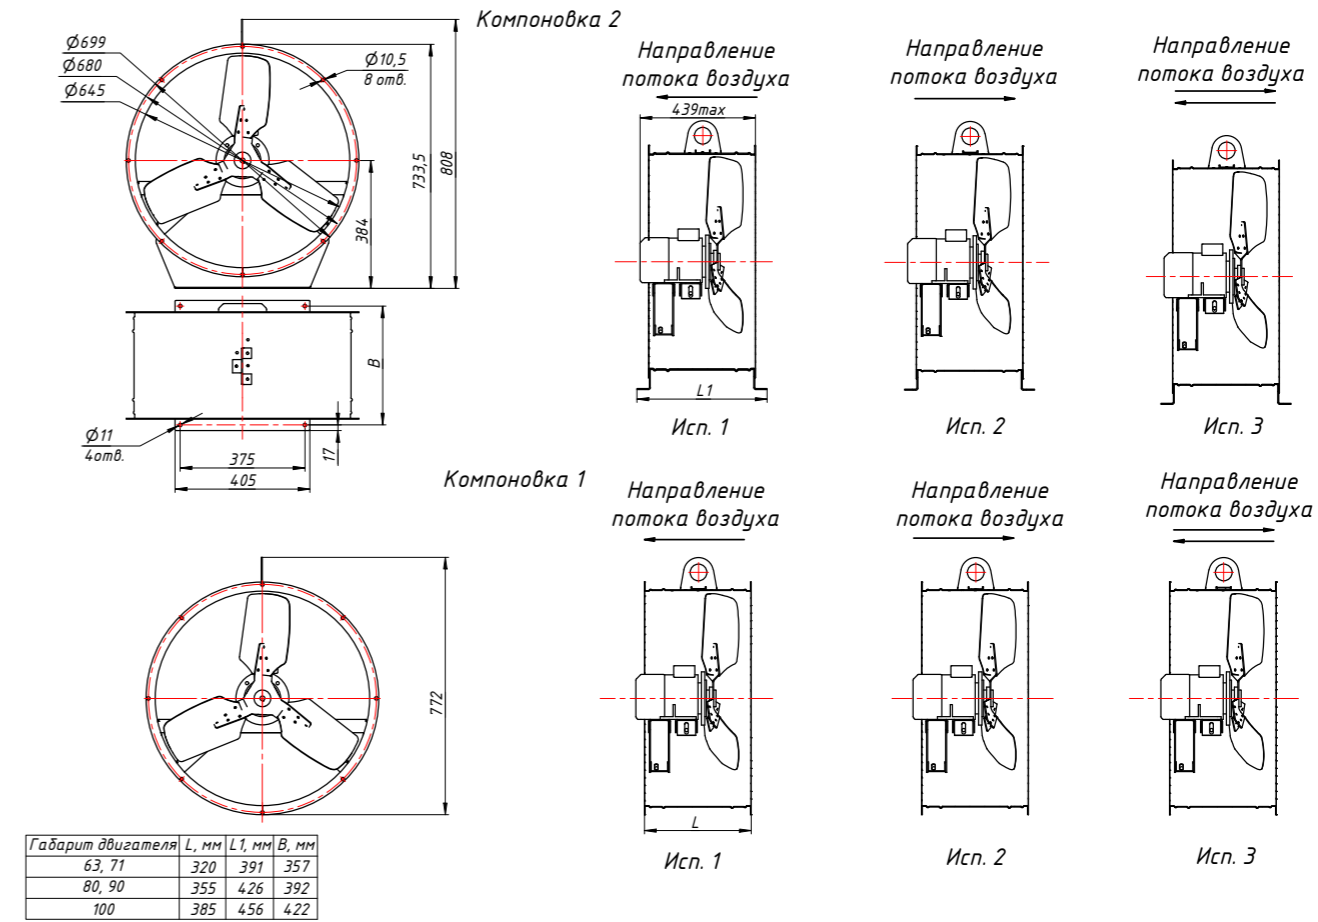 Компоновка 2
Ø699
Ø680
Ø645
Ø10,5
8 отв.
384
733,5
808
B
Ø11
4отв.
375
405
17
Направление
потока воздуха
439max
L1
Исп. 1
Направление
потока воздуха
Исп. 2
Направление
потока воздуха
Исп. 3
Компоновка 1
772
Направление
потока воздуха
L
Исп. 1
Направление
потока воздуха
Исп. 2
Направление
потока воздуха
Исп. 3
Габарит двигателя L, мм L1, мм B, мм
63, 71 320 391 357
80, 90 355 426 392
100 385 456 422